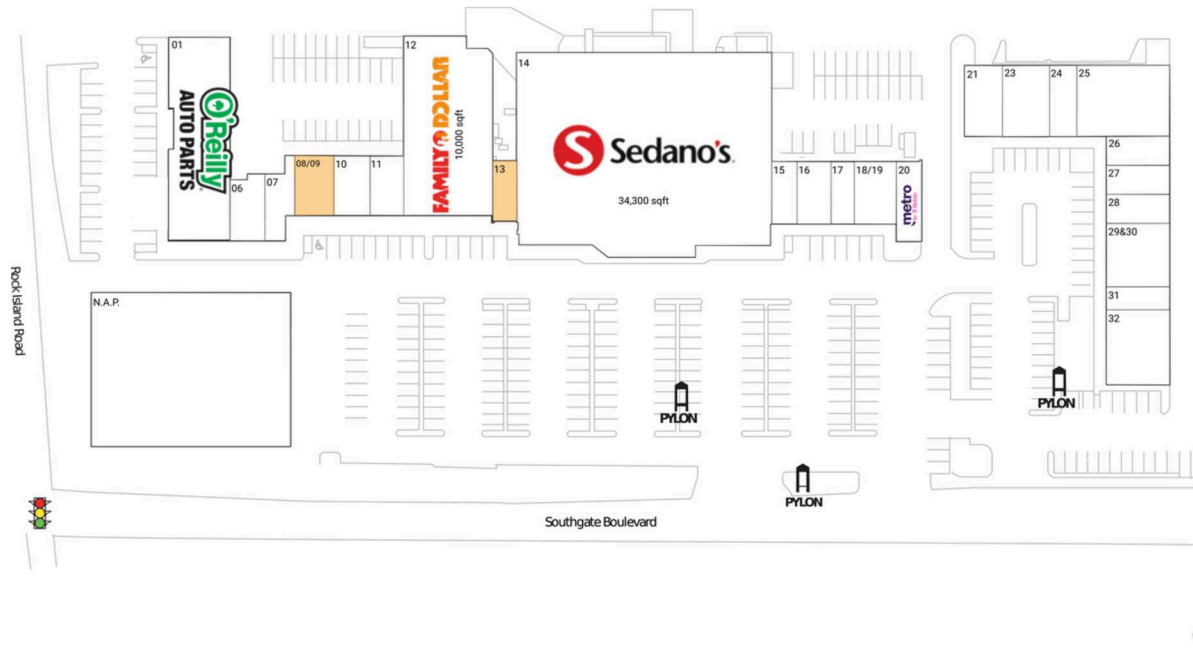 01
O'Reilly
AUTO PARTS
06
07
08/09
10
11
12
FAMILY DOLLAR
10,000 sqft
13
14
S Sedano's
34,300 sqft
15
16
17
18/19
20
metro
21
23
24
25
26
27
28
29&30
31
32
N.A.P.
Rock Island Road
PYLON
PYLON
PYLON
Southgate Boulevard